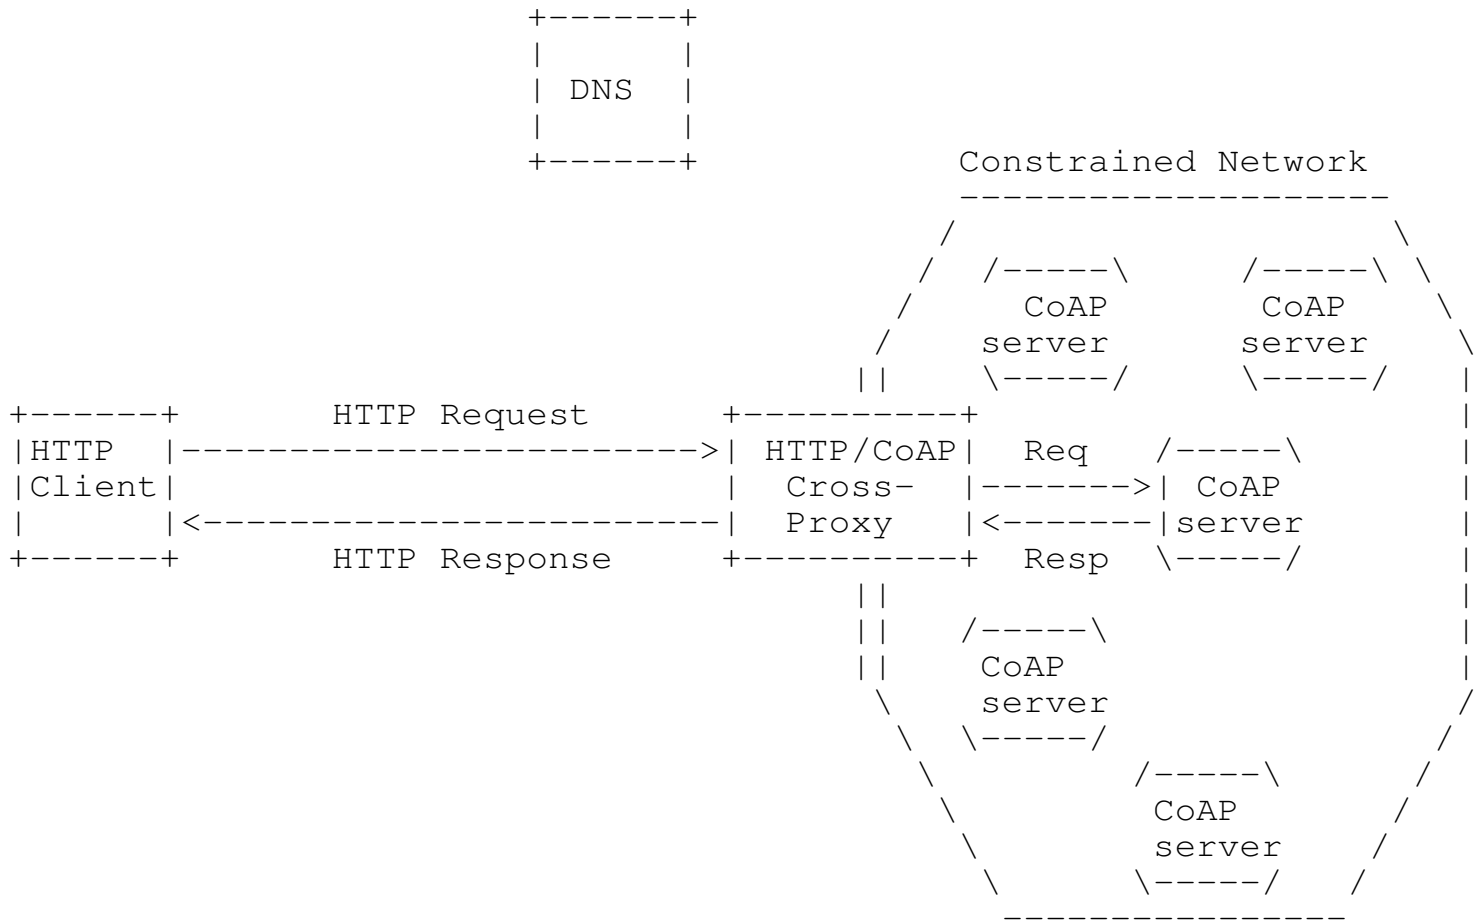 DNS
Constrained Network
CoAP CoAP
server server
HTTP Request
HTTP HTTP/CoAP Req
Client Cross- CoAP
Proxy server
HTTP Response Resp
CoAP
server
CoAP
server